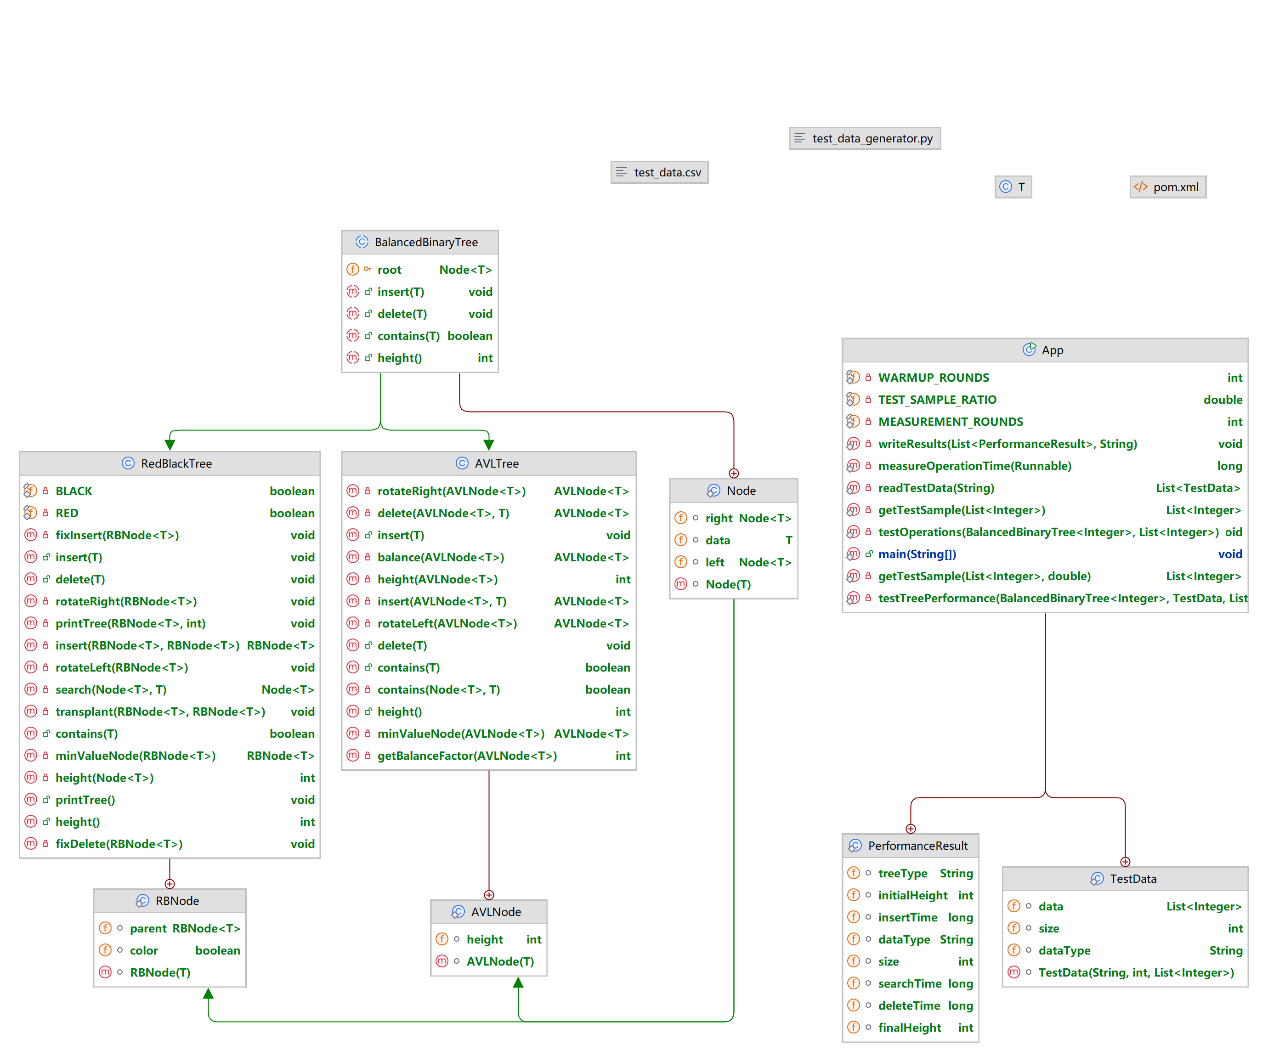 test_data_generator.py
test_data.csv
T
pom.xml
BalancedBinaryTree
root Node<T>
insert(T) void
delete(T) void
contains(T) boolean
height() int
App
WARMUP_ROUNDS int
TEST_SAMPLE_RATIO double
MEASUREMENT_ROUNDS int
writeResults(List<PerformanceResult>, String) void
measureOperationTime(Runnable) long
readTestData(String) List<TestData>
getTestSample(List<Integer>) List<Integer>
testOperations(BalancedBinaryTree<Integer>, List<Integer>) oid
main(String[]) void
getTestSample(List<Integer>, double) List<Integer>
testTreePerformance(BalancedBinaryTree<Integer>, TestData, List
RedBlackTree
BLACK boolean
RED boolean
fixInsert(RBNode<T>) void
insert(T) void
delete(T) void
rotateRight(RBNode<T>) void
printTree(RBNode<T>, int) void
insert(RBNode<T>, RBNode<T>) RBNode<T>
rotateLeft(RBNode<T>) void
search(Node<T>, T) Node<T>
transplant(RBNode<T>, RBNode<T>) void
contains(T) boolean
minValueNode(RBNode<T>) RBNode<T>
height(Node<T>) int
printTree() void
height() int
fixDelete(RBNode<T>) void
AVLTree
rotateRight(AVLNode<T>) AVLNode<T>
delete(AVLNode<T>, T) AVLNode<T>
insert(T) void
balance(AVLNode<T>) AVLNode<T>
height(AVLNode<T>) int
insert(AVLNode<T>, T) AVLNode<T>
rotateLeft(AVLNode<T>) AVLNode<T>
delete(T) void
contains(T) boolean
contains(Node<T>, T) boolean
height() int
minValueNode(AVLNode<T>) AVLNode<T>
getBalanceFactor(AVLNode<T>) int
Node
right Node<T>
data T
left Node<T>
Node(T)
RBNode
parent RBNode<T>
color boolean
RBNode(T)
AVLNode
height int
AVLNode(T)
PerformanceResult
treeType String
initialHeight int
insertTime long
dataType String
size int
searchTime long
deleteTime long
finalHeight int
TestData
data List<Integer>
size int
dataType String
TestData(String, int, List<Integer>)